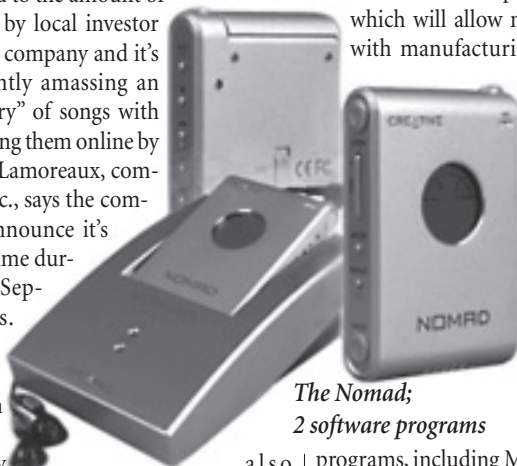 d to the amount of
by local investor
company and it's
ntly amassing an
ry" of songs with
ing them online by
Lamoreaux, com-
c., says the com-
nnounce it's
me dur-
Sep-
s.
which will allow
with manufacturi
CE FC
CREATIVE
NOMAD
NOMAD
The Nomad;
2 software programs
also
programs, including M